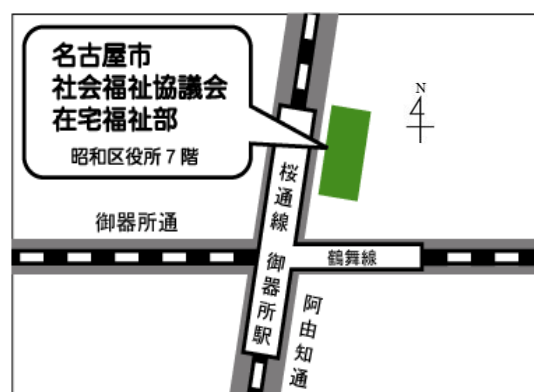 名古屋市
社会福祉協議会
在宅福祉部
昭和区役所7階
N
桜通線
御器所通
御器所駅
鶴舞線
阿由知通